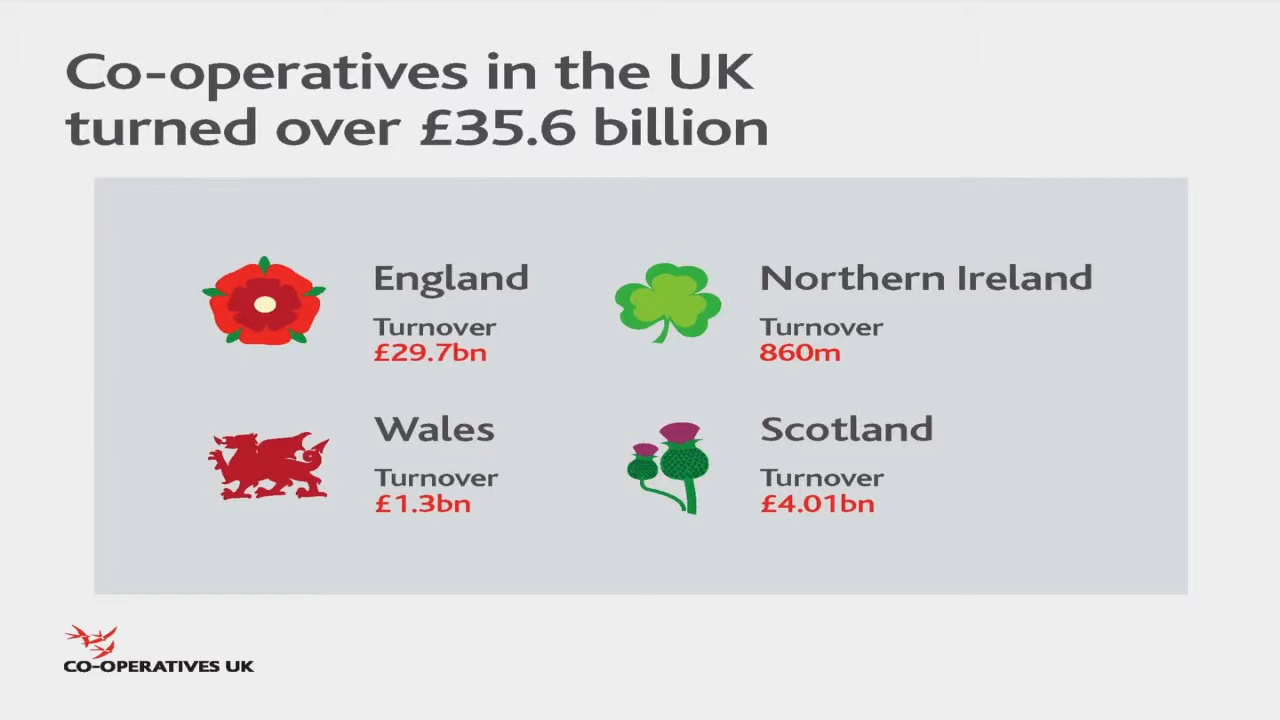 Co-operatives in the UK
turned over £35.6 billion
England
Turnover
£29.7bn
Northern Ireland
Turnover
860m
Wales
Turnover
£1.3bn
Scotland
Turnover
£4.01bn
CO-OPERATIVES UK